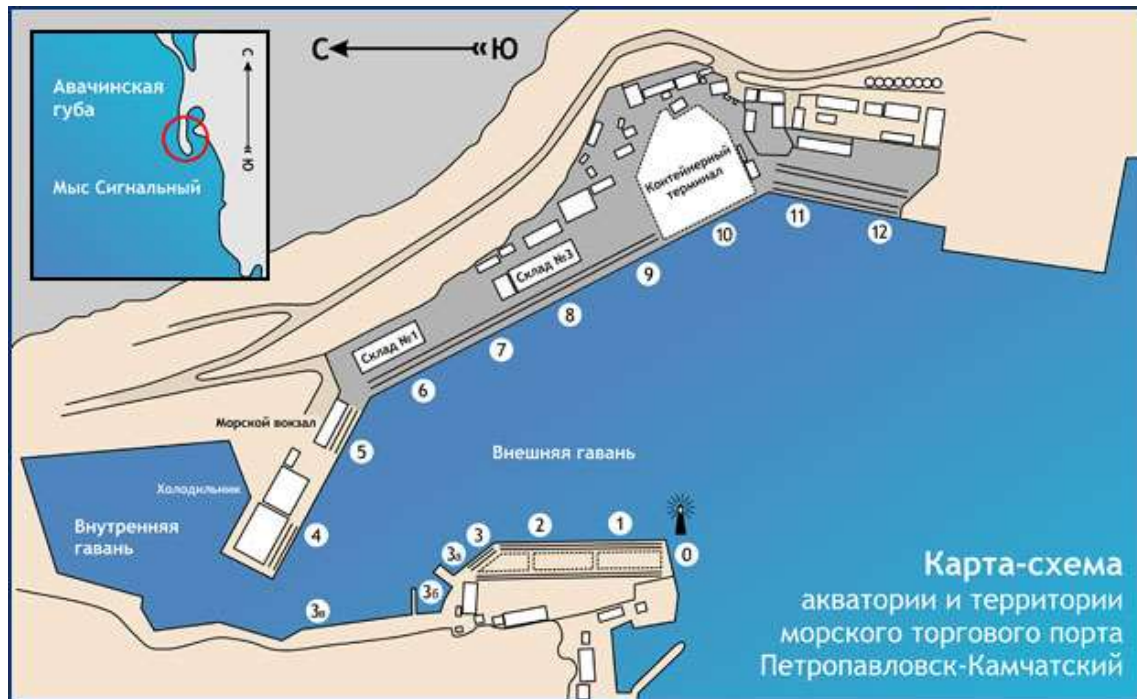 Авачинская
губа
С
Ю
Мыс Сигнальный
С «Ю
Контейнерный
терминал
11
12
10
9
Склад №3
8
7
Склад №1
6
Морской вокзал
5
Внешняя гавань
Холодильник
4
Внутренняя
гавань
3а
3
2
1
0
3б
3в
Карта-схема
акватории и территории
морского торгового порта
Петропавловск-Камчатский